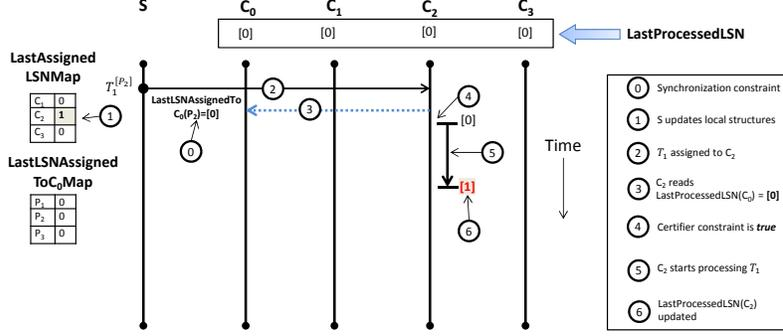 S C₀ C₁ C₂ C₃
[0] [0] [0] [0]
LastProcessedLSN
LastAssigned
LSNMap
C₁ 0
C₂ 1
C₃ 0
1
T₁^[P₂]
2
LastLSNAssignedTo
C₀(P₂)=[0]
3
0
4
[0]
5
[1]
6
LastLSNAssigned
ToC₀Map
P₁ 0
P₂ 0
P₃ 0
Time
0 Synchronization constraint
1 S updates local structures
2 T₁ assigned to C₂
3 C₂ reads
LastProcessedLSN(C₀) = [0]
4 Certifier constraint is true
5 C₂ starts processing T₁
6 LastProcessedLSN(C₂)
updated